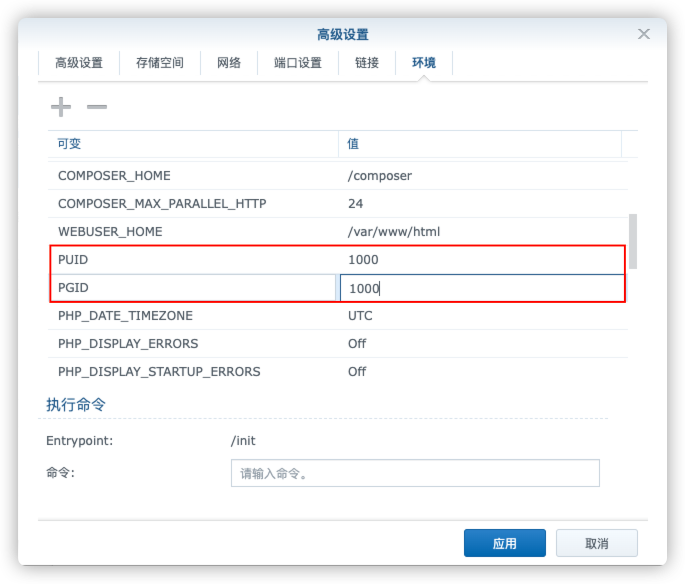 高级设置
高级设置 存储空间 网络 端口设置 链接 环境
可变 值
COMPOSER_HOME /composer
COMPOSER_MAX_PARALLEL_HTTP 24
WEBUSER_HOME /var/www/html
PUID 1000
PGID 1000
PHP_DATE_TIMEZONE UTC
PHP_DISPLAY_ERRORS Off
PHP_DISPLAY_STARTUP_ERRORS Off
执行命令
Entrypoint: /init
命令: 请输入命令。
应用 取消